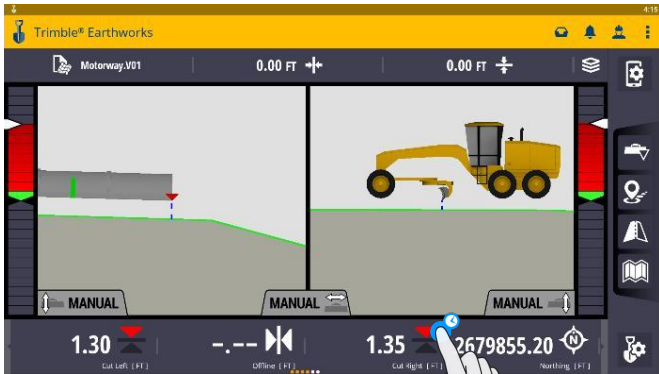 4:15
Trimble® Earthworks
Motorway.V01
0.00 FT
0.00 FT
MANUAL
MANUAL
MANUAL
1.30
-.--
1.35
2679855.20
N
Cut Left [FT]
Offline [FT]
Cut Right [FT]
Northing [FT]